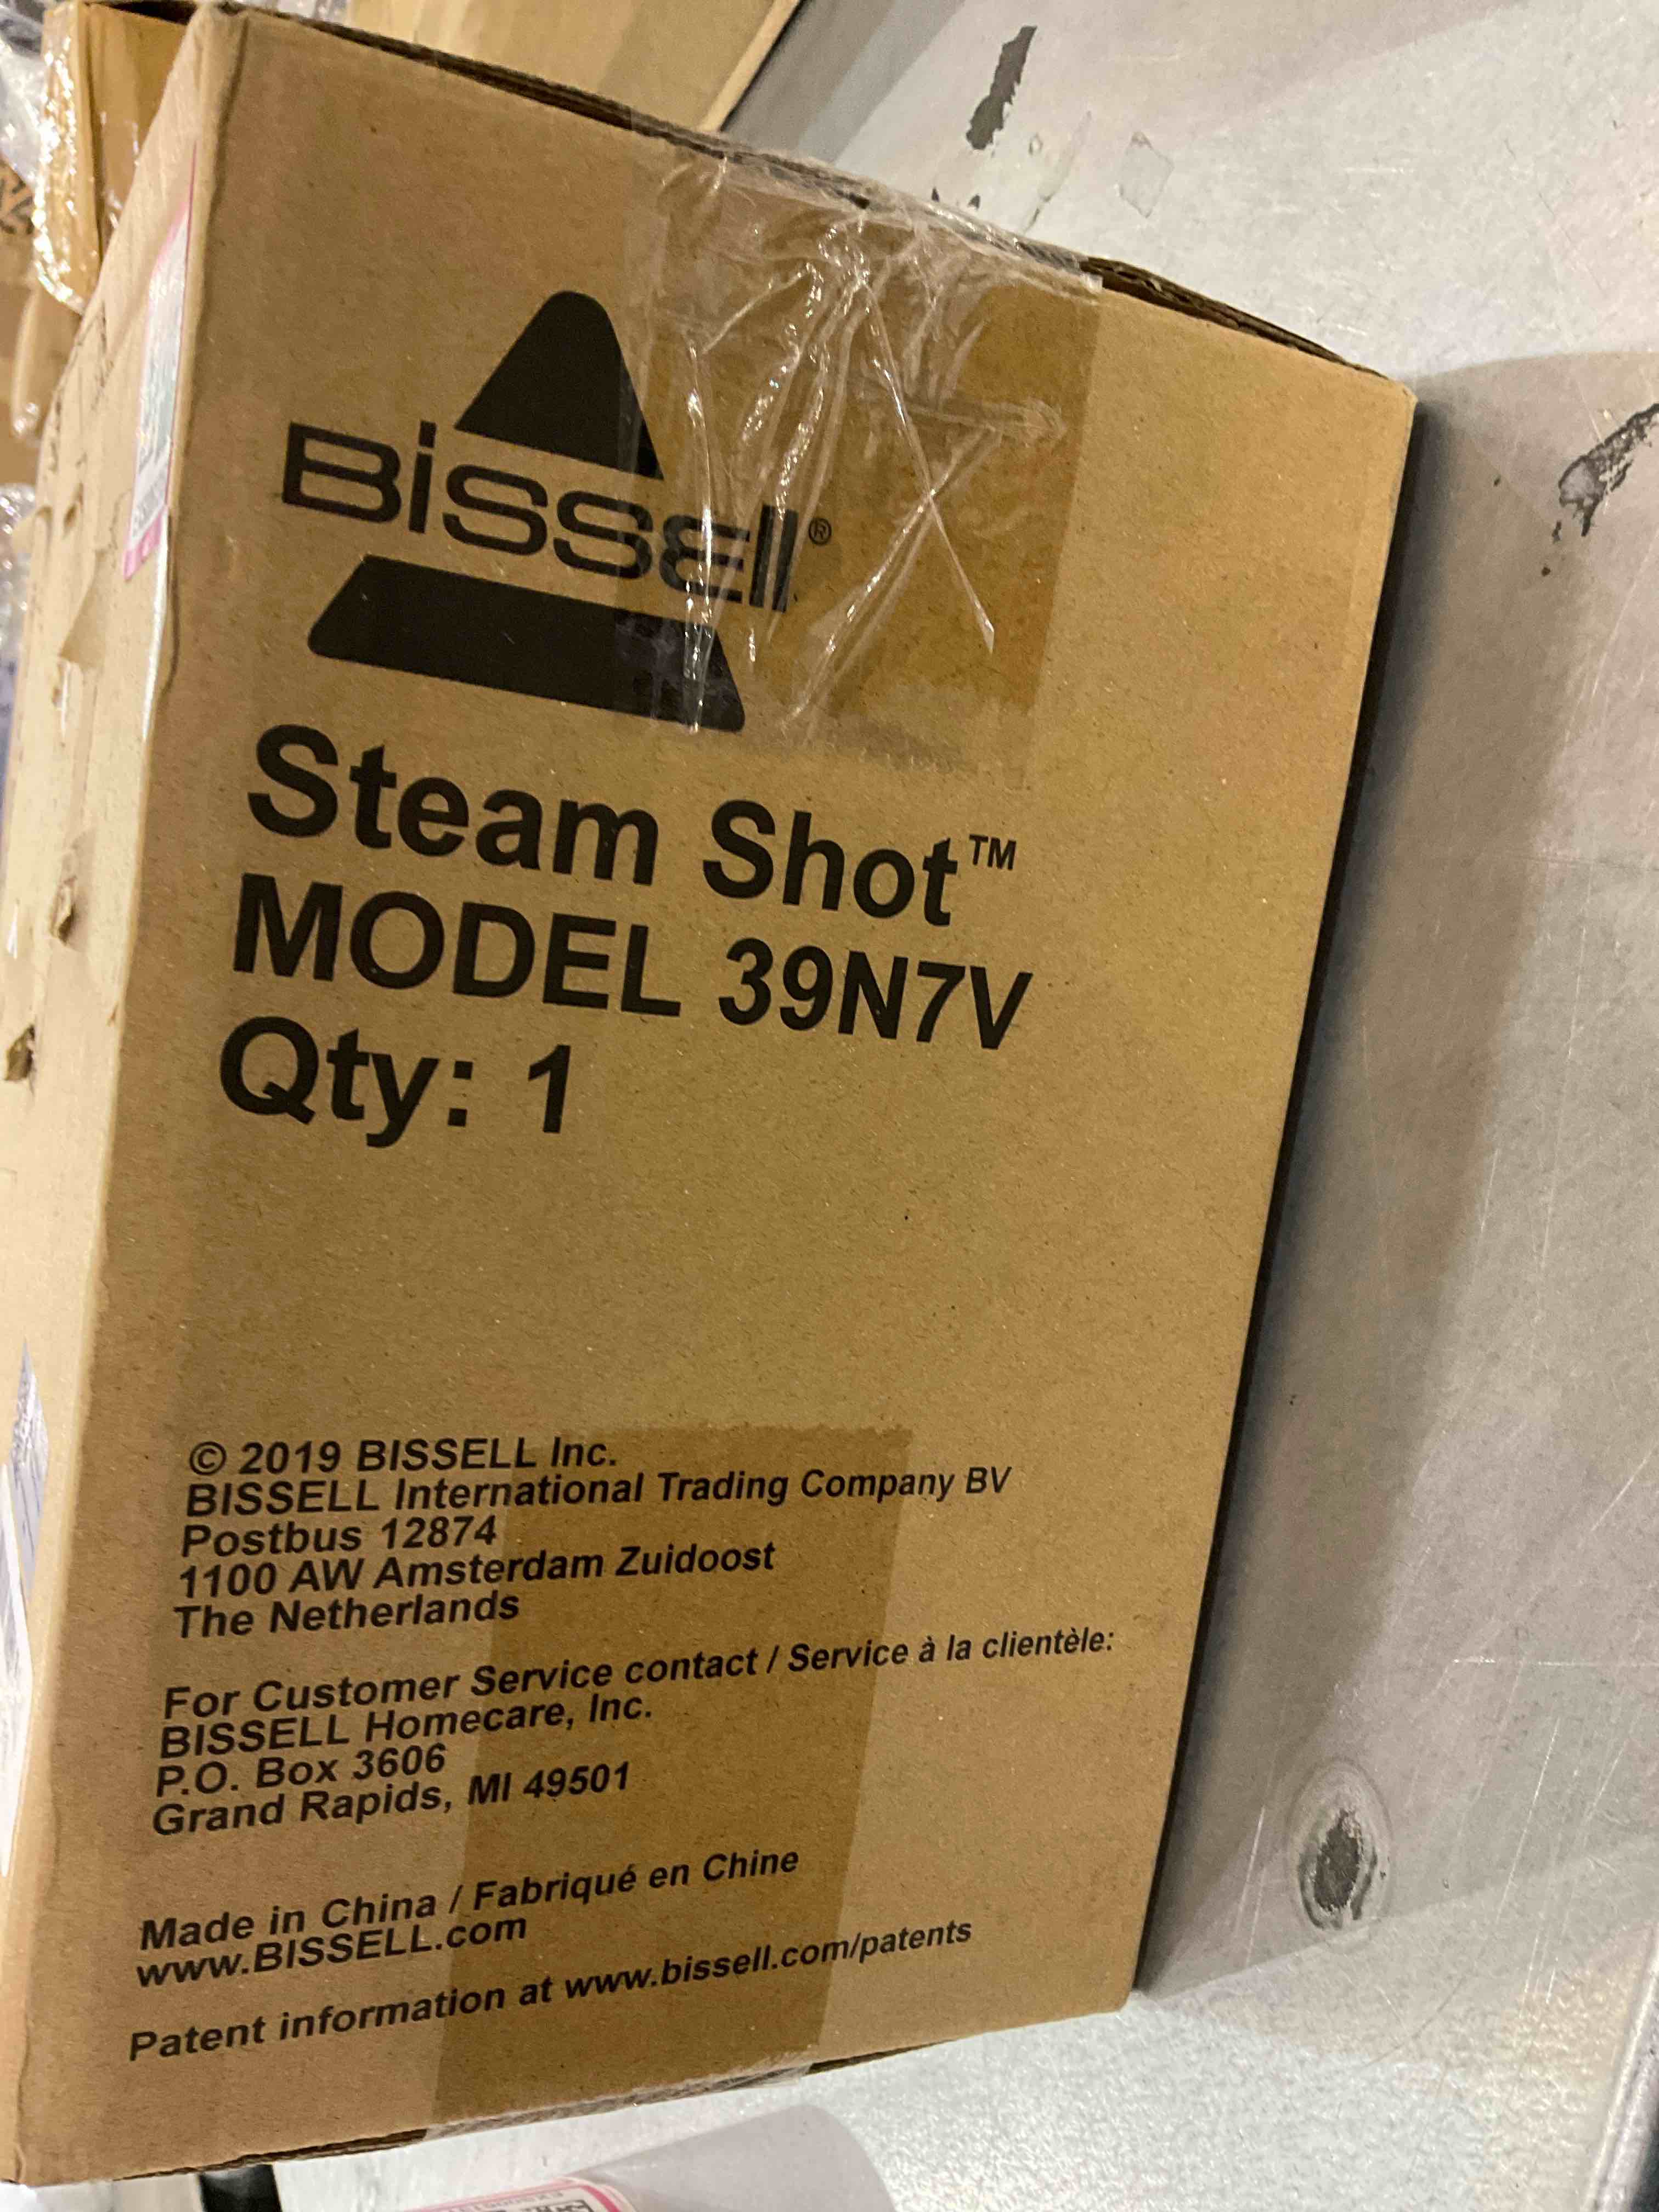 BISSELL®
Steam Shot™
MODEL 39N7V
Qty: 1
© 2019 BISSELL Inc.
BISSELL International Trading Company BV
Postbus 12874
1100 AW Amsterdam Zuidoost
The Netherlands
For Customer Service contact / Service à la clientèle:
BISSELL Homecare, Inc.
P.O. Box 3606
Grand Rapids, MI 49501
Made in China / Fabriqué en Chine
www.BISSELL.com
Patent information at www.bissell.com/patents